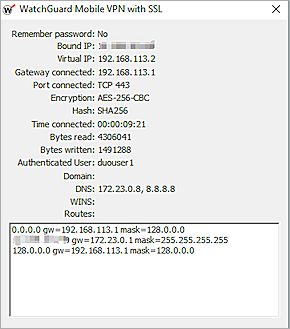 WatchGuard Mobile VPN with SSL
Remember password: No
Bound IP:
Virtual IP: 192.168.113.2
Gateway connected: 192.168.113.1
Port connected: TCP 443
Encryption: AES-256-CBC
Hash: SHA256
Time connected: 00:00:09:21
Bytes read: 4306041
Bytes written: 1491288
Authenticated User: duouser1
Domain:
DNS: 172.23.0.8, 8.8.8.8
WINS:
Routes:
0.0.0.0 gw=192.168.113.1 mask=128.0.0.0
gw=172.23.0.1 mask=255.255.255.255
128.0.0.0 gw=192.168.113.1 mask=128.0.0.0